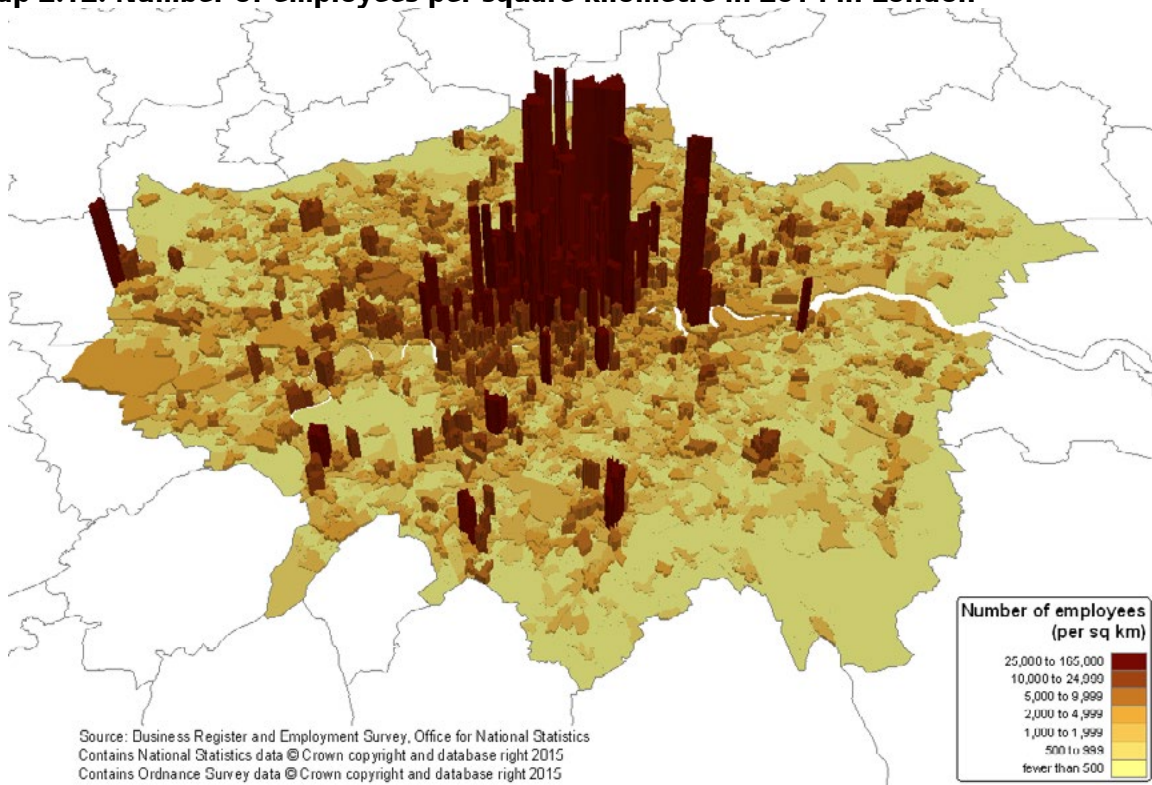 ap 2.12: Number of employees per square kilometre in 2014 in London
Number of employees
(per sq km)
25,000 to 165,000
10,000 to 24,999
5,000 to 9,999
2,000 to 4,999
1,000 to 1,999
500 to 999
fewer than 500
Source: Business Register and Employment Survey, Office for National Statistics
Contains National Statistics data © Crown copyright and database right 2015
Contains Ordnance Survey data © Crown copyright and database right 2015